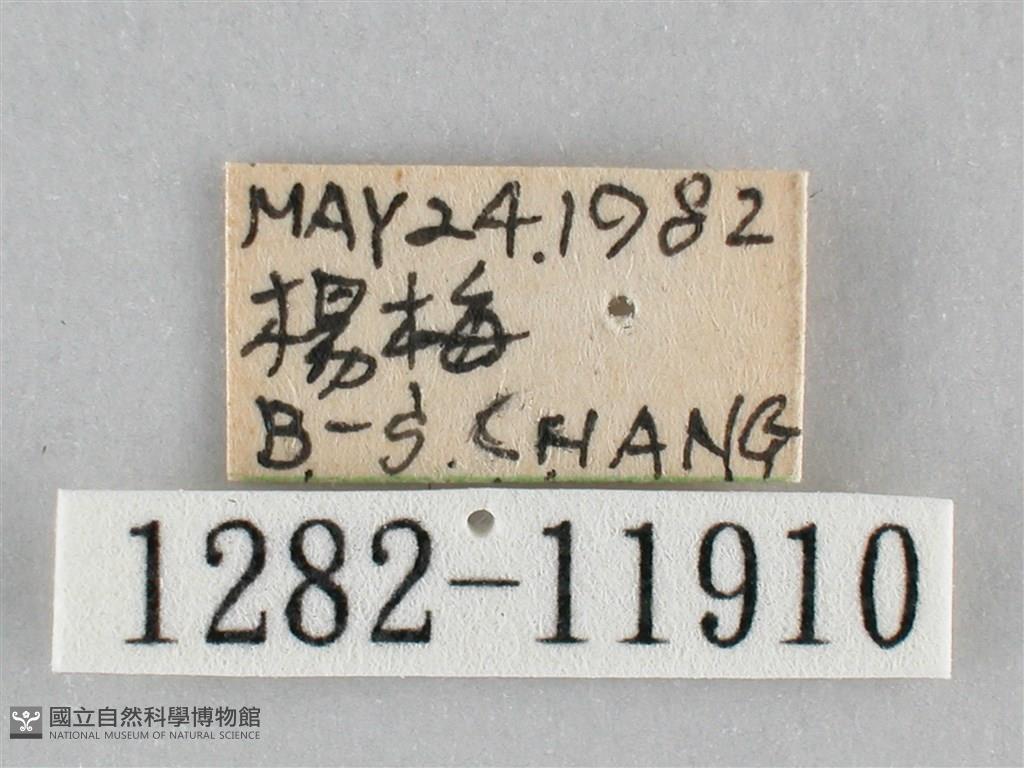 MAY 24.1982
楊梅
B-S.CHANG
1282-11910
國立自然科學博物館
NATIONAL MUSEUM OF NATURAL SCIENCE